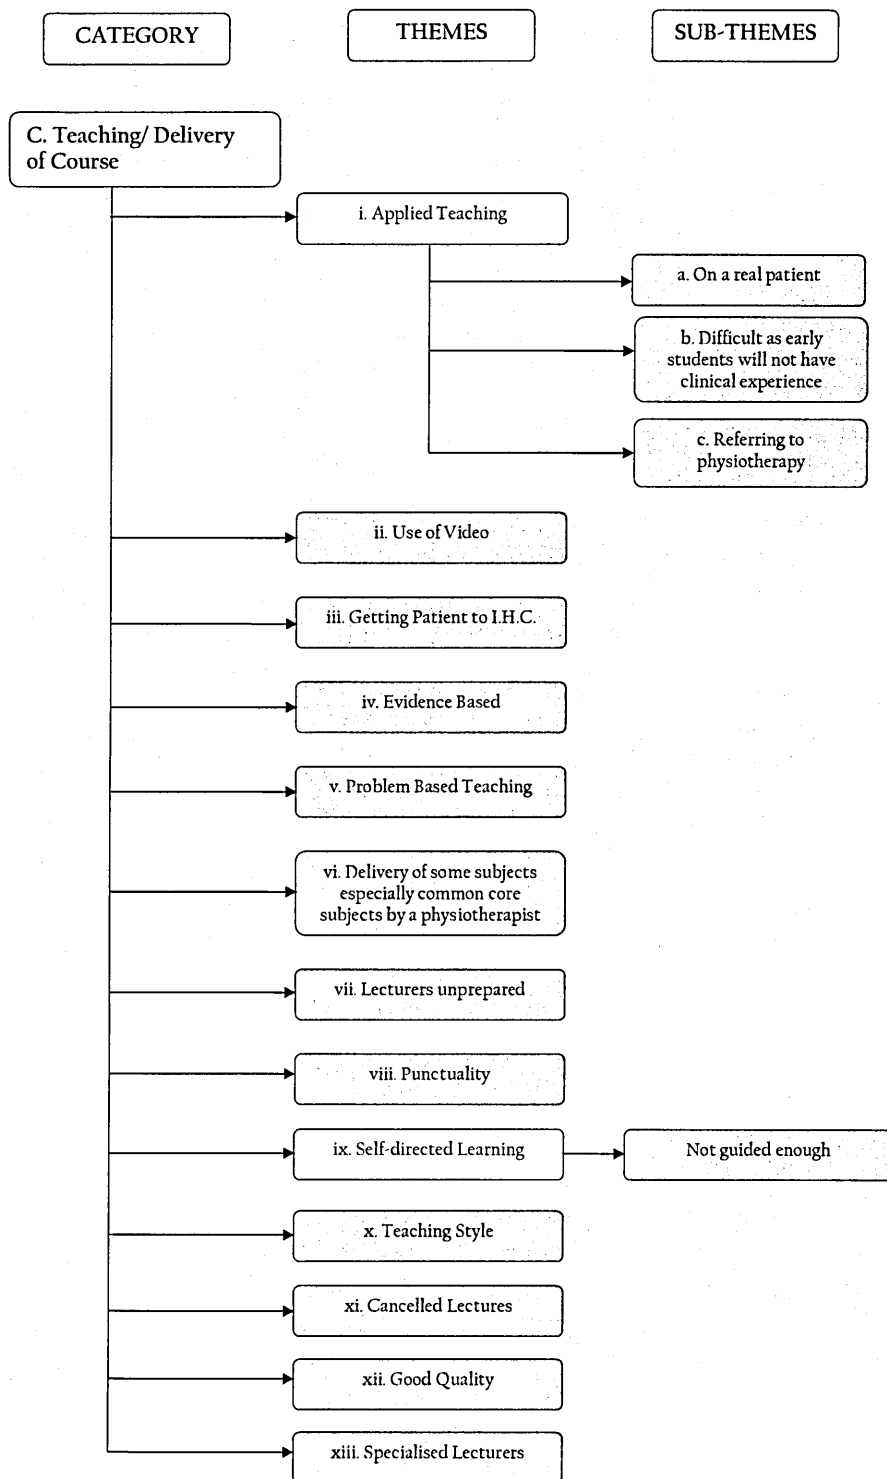 CATEGORY
THEMES
SUB-THEMES
C. Teaching/ Delivery
of Course
i. Applied Teaching
a. On a real patient
b. Difficult as early
students will not have
clinical experience
c. Referring to
physiotherapy
ii. Use of Video
iii. Getting Patient to I.H.C.
iv. Evidence Based
v. Problem Based Teaching
vi. Delivery of some subjects
especially common core
subjects by a physiotherapist
vii. Lecturers unprepared
viii. Punctuality
ix. Self-directed Learning
Not guided enough
x. Teaching Style
xi. Cancelled Lectures
xii. Good Quality
xiii. Specialised Lecturers